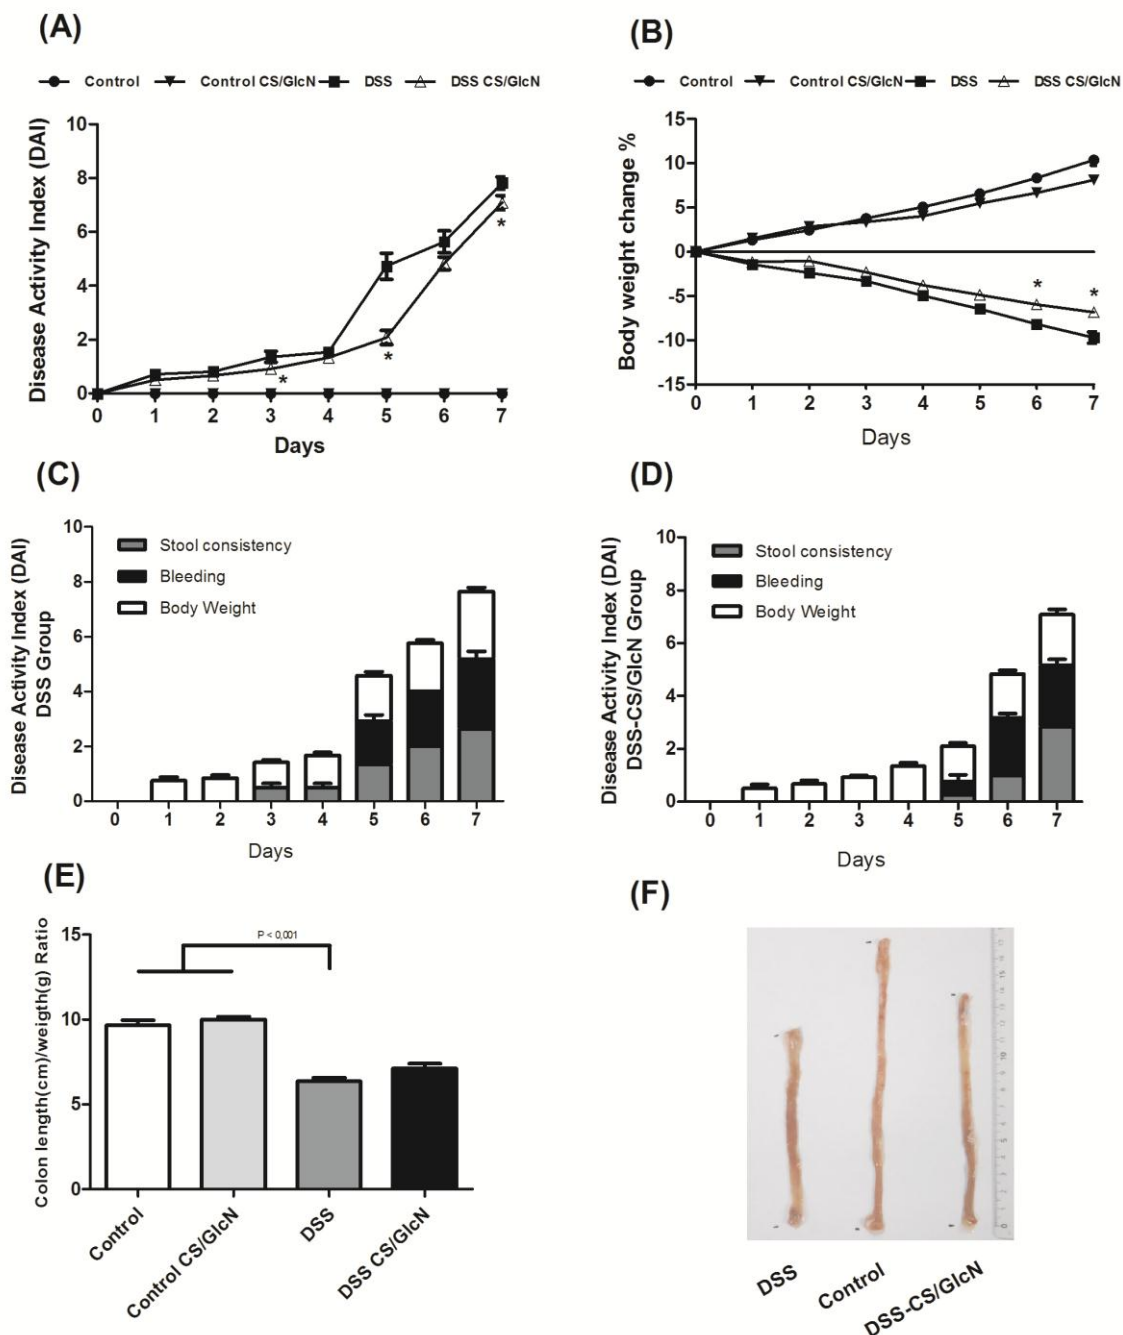 (A)
Control Control CS/GlcN DSS DSS CS/GlcN
Disease Activity Index (DAI)
10
8
6
4
2
0
0 1 2 3 4 5 6 7
* * *
Days
(B)
Control Control CS/GlcN DSS DSS CS/GlcN
Body weight change %
15
10
5
0
-5
-10
-15
* *
0 1 2 3 4 5 6 7
Days
(C)
Disease Activity Index (DAI)
DSS Group
10
8
6
4
2
0
Stool consistency
Bleeding
Body Weight
0 1 2 3 4 5 6 7
Days
(D)
Disease Activity Index (DAI)
DSS-CS/GlcN Group
10
8
6
4
2
0
Stool consistency
Bleeding
Body Weight
0 1 2 3 4 5 6 7
Days
(E)
Colon length(cm)/weigth(g) Ratio
15
10
5
0
P < 0,001
Control
Control CS/GlcN
DSS
DSS CS/GlcN
(F)
DSS
Control
DSS-CS/GlcN